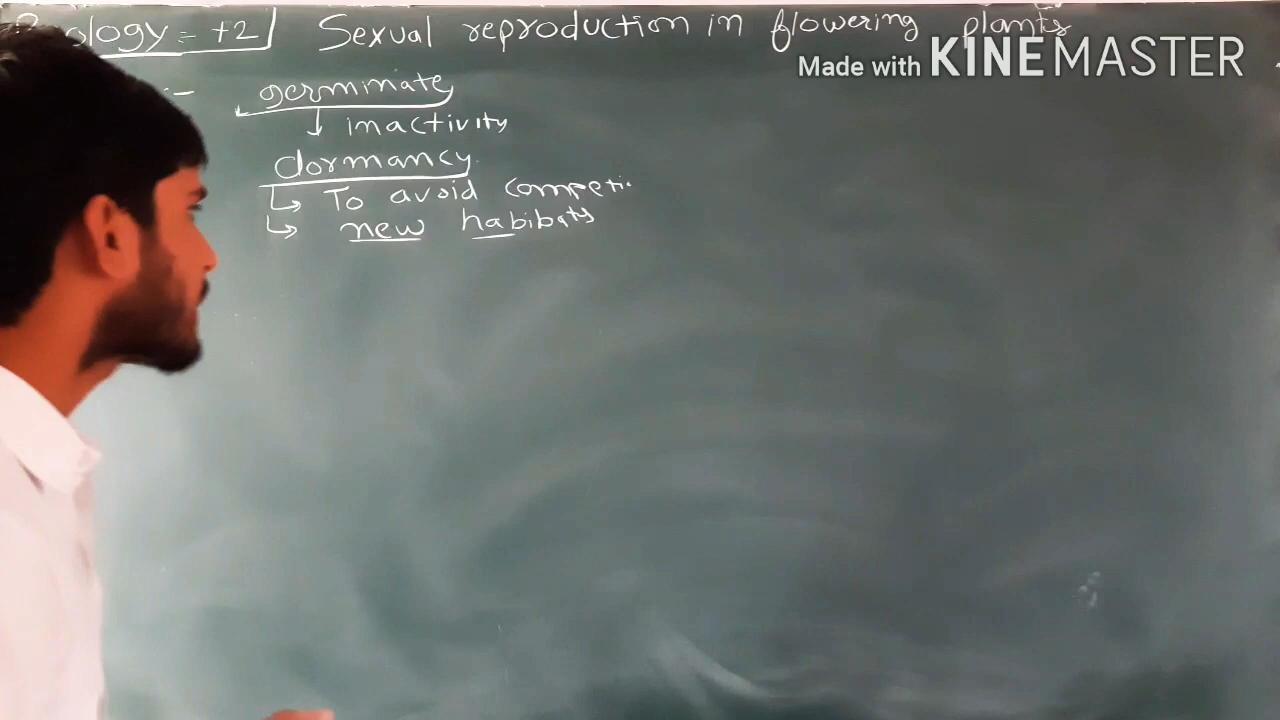 ology = +2 Sexual reproduction in flowering plants
Made with KINEMASTER
:- germinate
↓ inactivity
dormancy
↳ To avoid competi
↳ new habibats